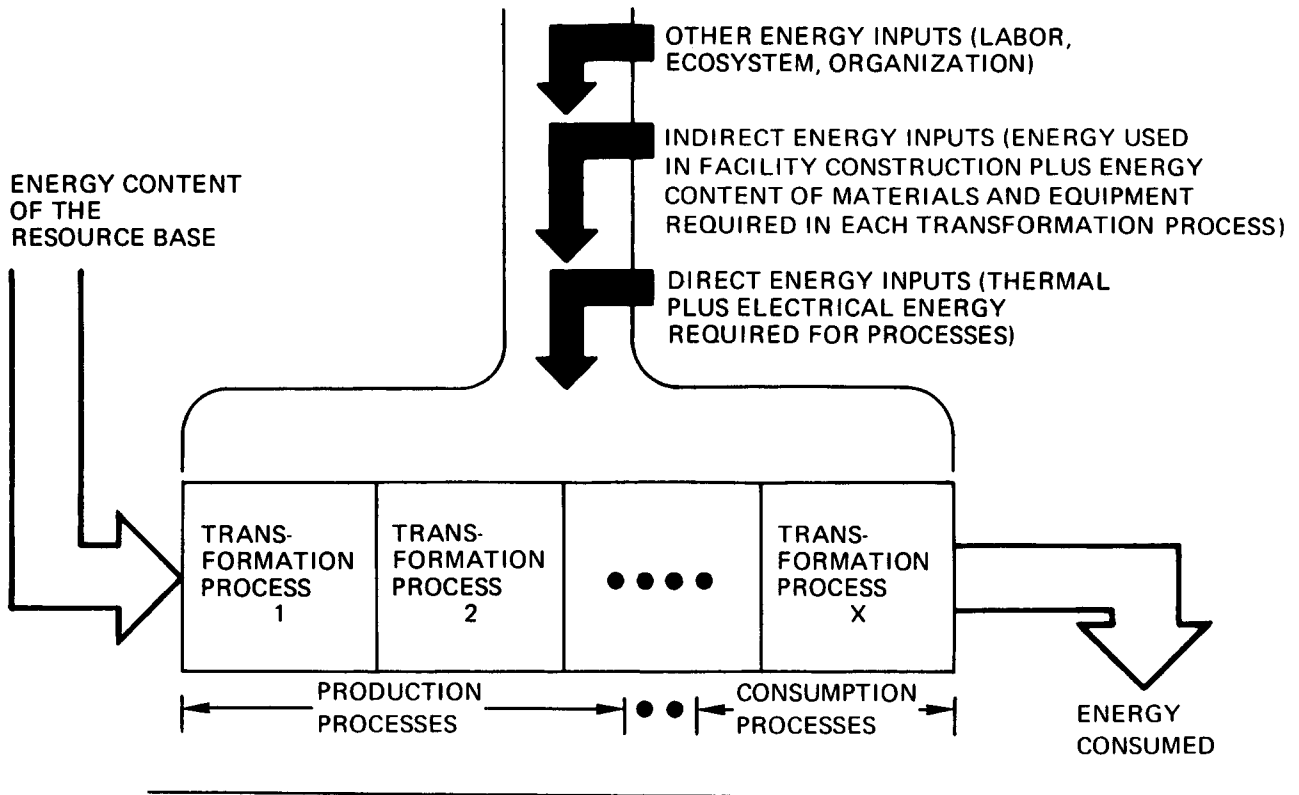 OTHER ENERGY INPUTS (LABOR,
ECOSYSTEM, ORGANIZATION)
INDIRECT ENERGY INPUTS (ENERGY USED
IN FACILITY CONSTRUCTION PLUS ENERGY
CONTENT OF MATERIALS AND EQUIPMENT
REQUIRED IN EACH TRANSFORMATION PROCESS)
ENERGY CONTENT
OF THE
RESOURCE BASE
DIRECT ENERGY INPUTS (THERMAL
PLUS ELECTRICAL ENERGY
REQUIRED FOR PROCESSES)
TRANS-
FORMATION
PROCESS
1
TRANS-
FORMATION
PROCESS
2
TRANS-
FORMATION
PROCESS
X
PRODUCTION
PROCESSES
CONSUMPTION
PROCESSES
ENERGY
CONSUMED